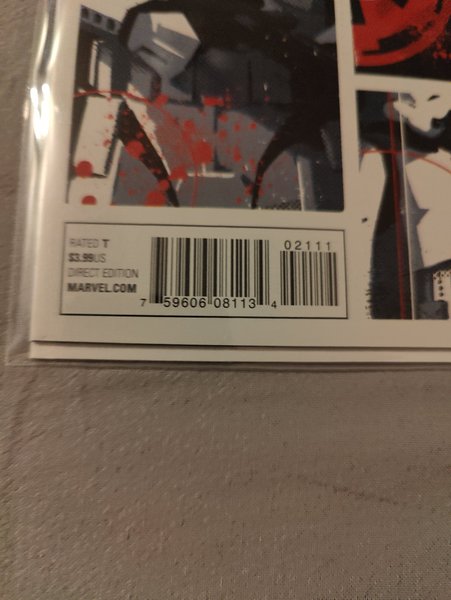 RATED T
$3.99US
DIRECT EDITION
MARVEL.COM
02111
7 59606 08113 4